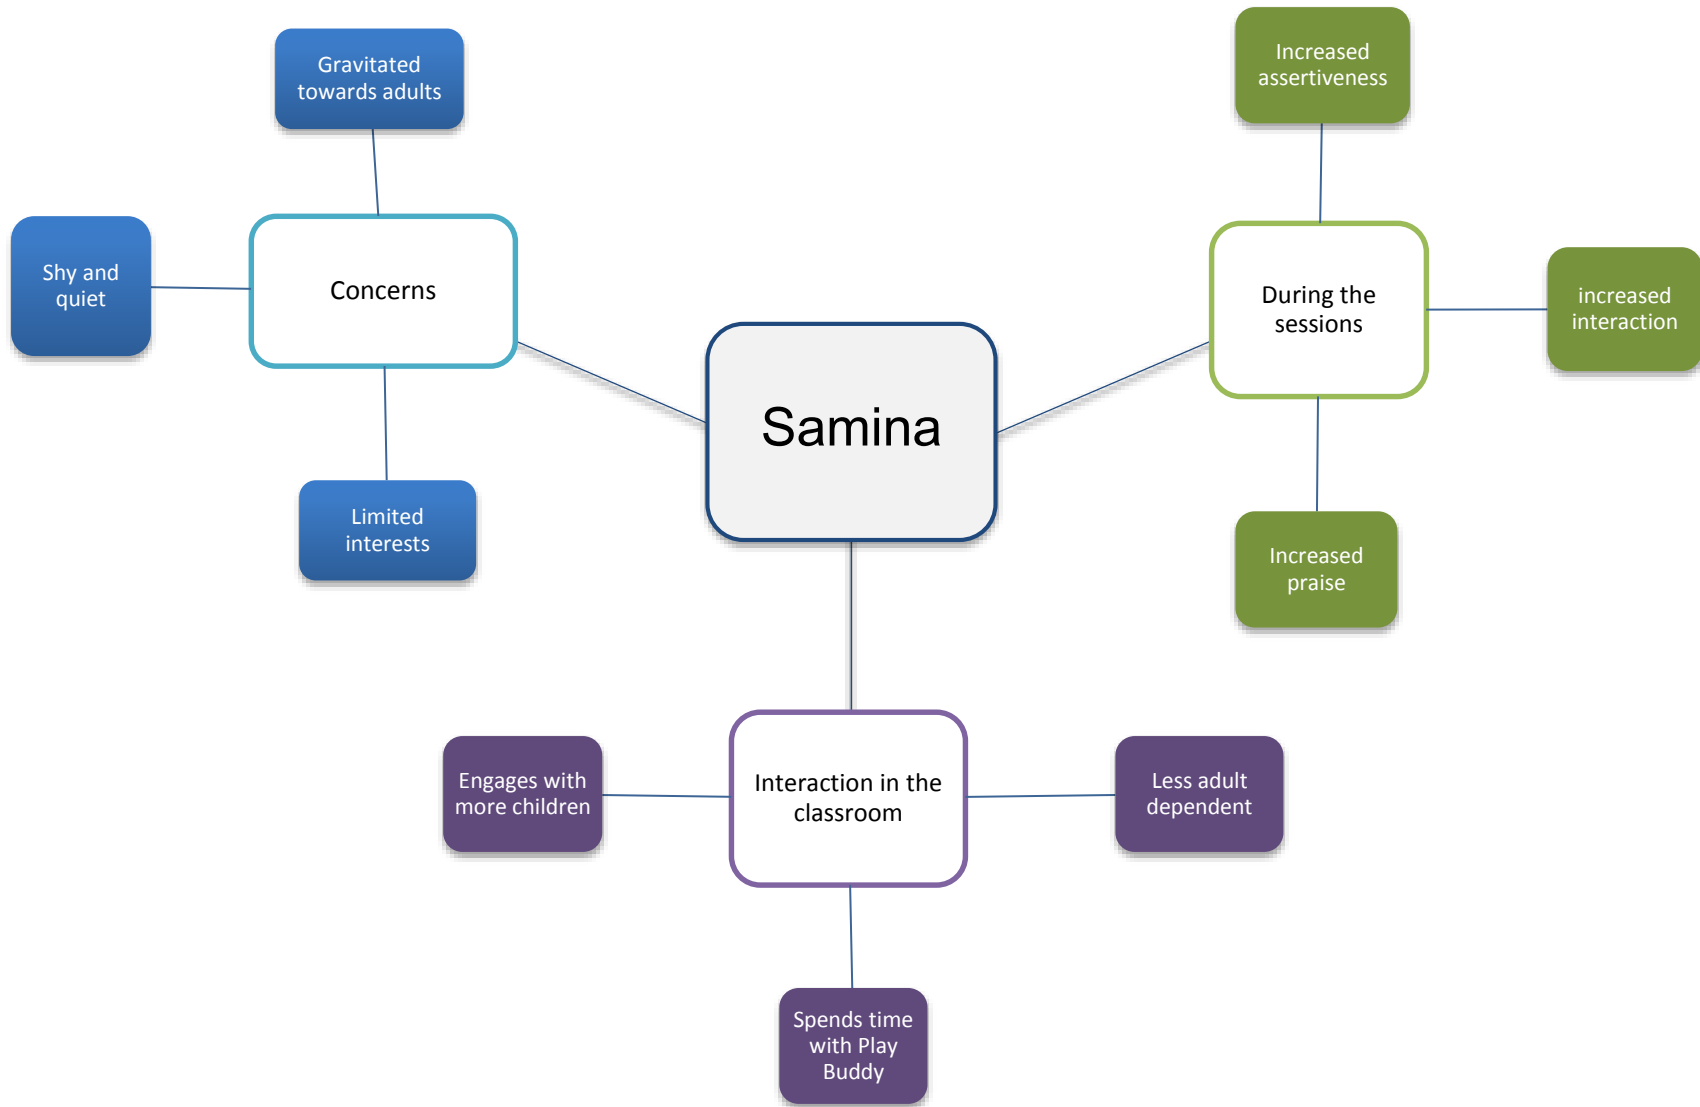 Gravitated
towards adults
Shy and
quiet
Concerns
Limited
interests
Samina
Increased
assertiveness
During the
sessions
increased
interaction
Increased
praise
Engages with
more children
Interaction in the
classroom
Less adult
dependent
Spends time
with Play
Buddy